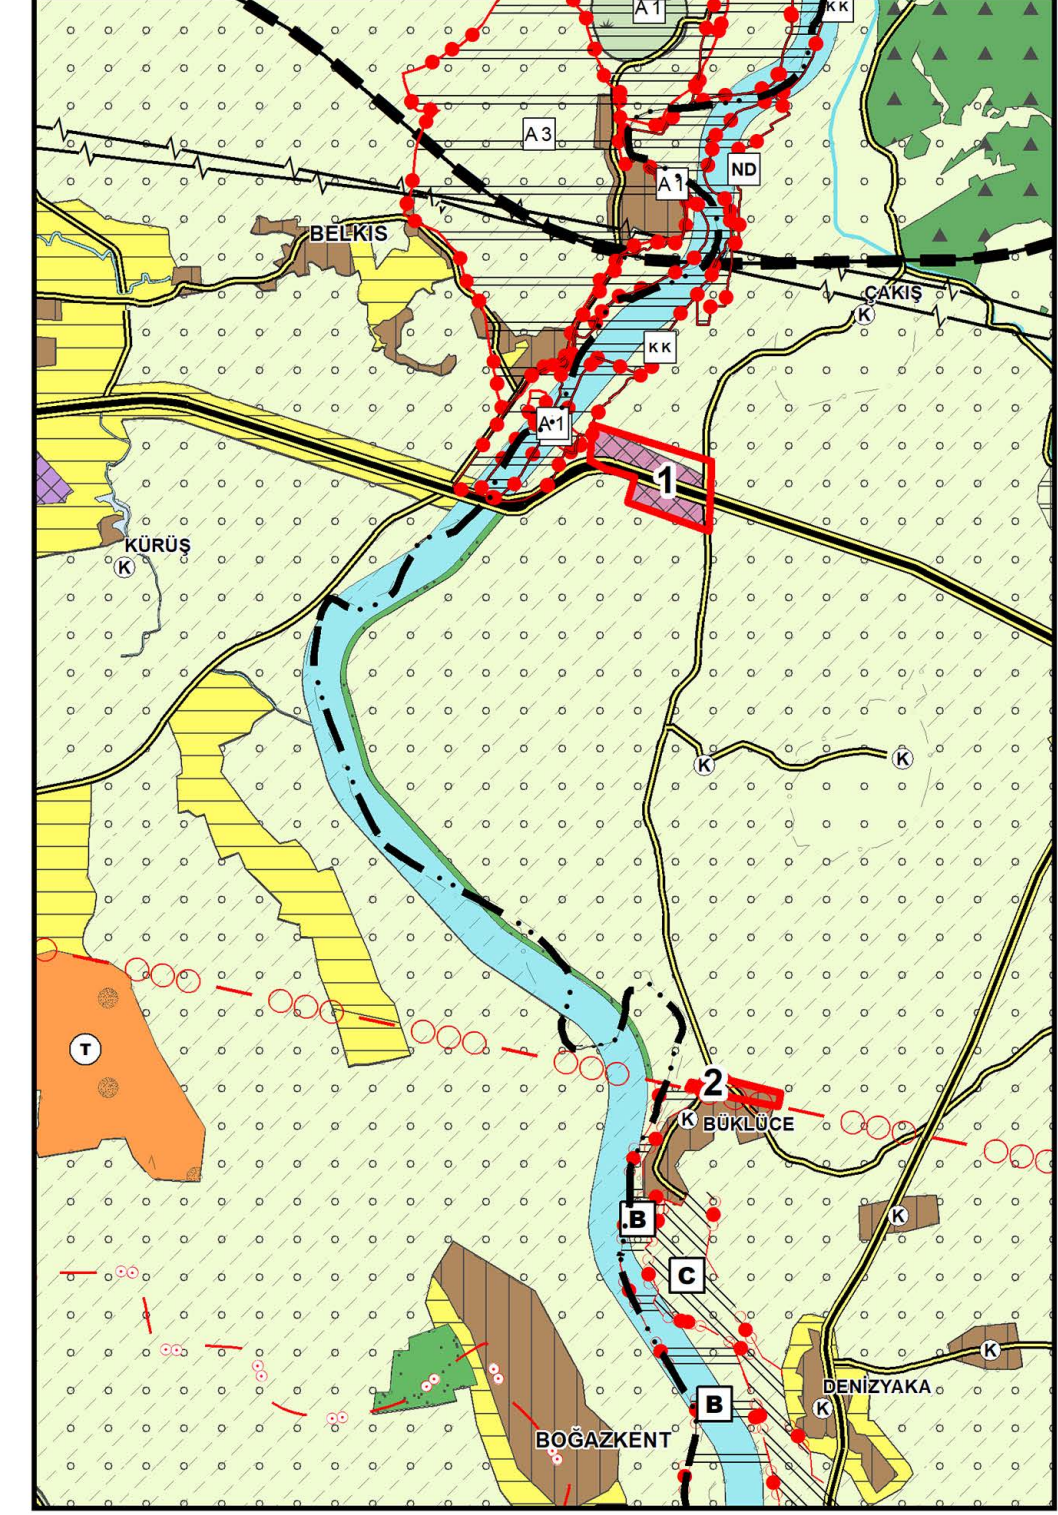 A 1
K K
A 3
ND
A 1
BELKIS
ÇAKIŞ
K
K K
A 1
1
KÜRÜŞ
K
K
K
T
2
K
BÜKLÜCE
B
K
C
K
DENİZYAKA
B
K
BOĞAZKENT